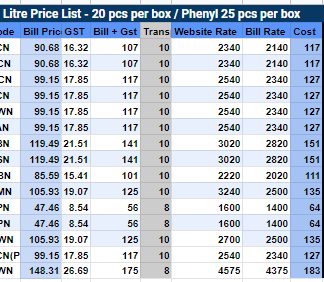 Litre Price List - 20 pcs per box / Phenyl 25 pcs per box
ode Bill Pric GST Bill + Gst Trans Website Rate Bill Rate Cost
CN 90.68 16.32 107 10 2340 2140 117
CN 90.68 16.32 107 10 2340 2140 117
CN 99.15 17.85 117 10 2540 2340 127
CN 99.15 17.85 117 10 2540 2340 127
WN 99.15 17.85 117 10 2540 2340 127
AN 99.15 17.85 117 10 2540 2340 127
BN 119.49 21.51 141 10 3020 2820 151
SN 119.49 21.51 141 10 3020 2820 151
BN 85.59 15.41 101 10 2220 2020 111
MN 105.93 19.07 125 10 3240 2500 135
PN 47.46 8.54 56 8 1600 1400 64
PN 47.46 8.54 56 8 1600 1400 64
WN 105.93 19.07 125 10 2700 2500 135
CN(P 99.15 17.85 117 10 2540 2340 127
WN 148.31 26.69 175 8 4575 4375 183